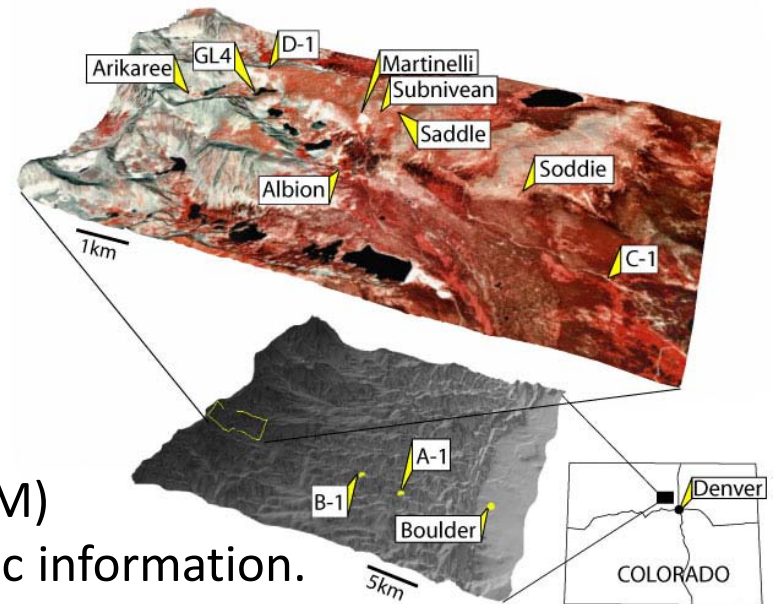 D-1
GL4
Martinelli
Arikaree
Subnivean
Saddle
Soddie
Albion
C-1
1km
A-1
B-1
Denver
Boulder
M)
c information.
5km
COLORADO